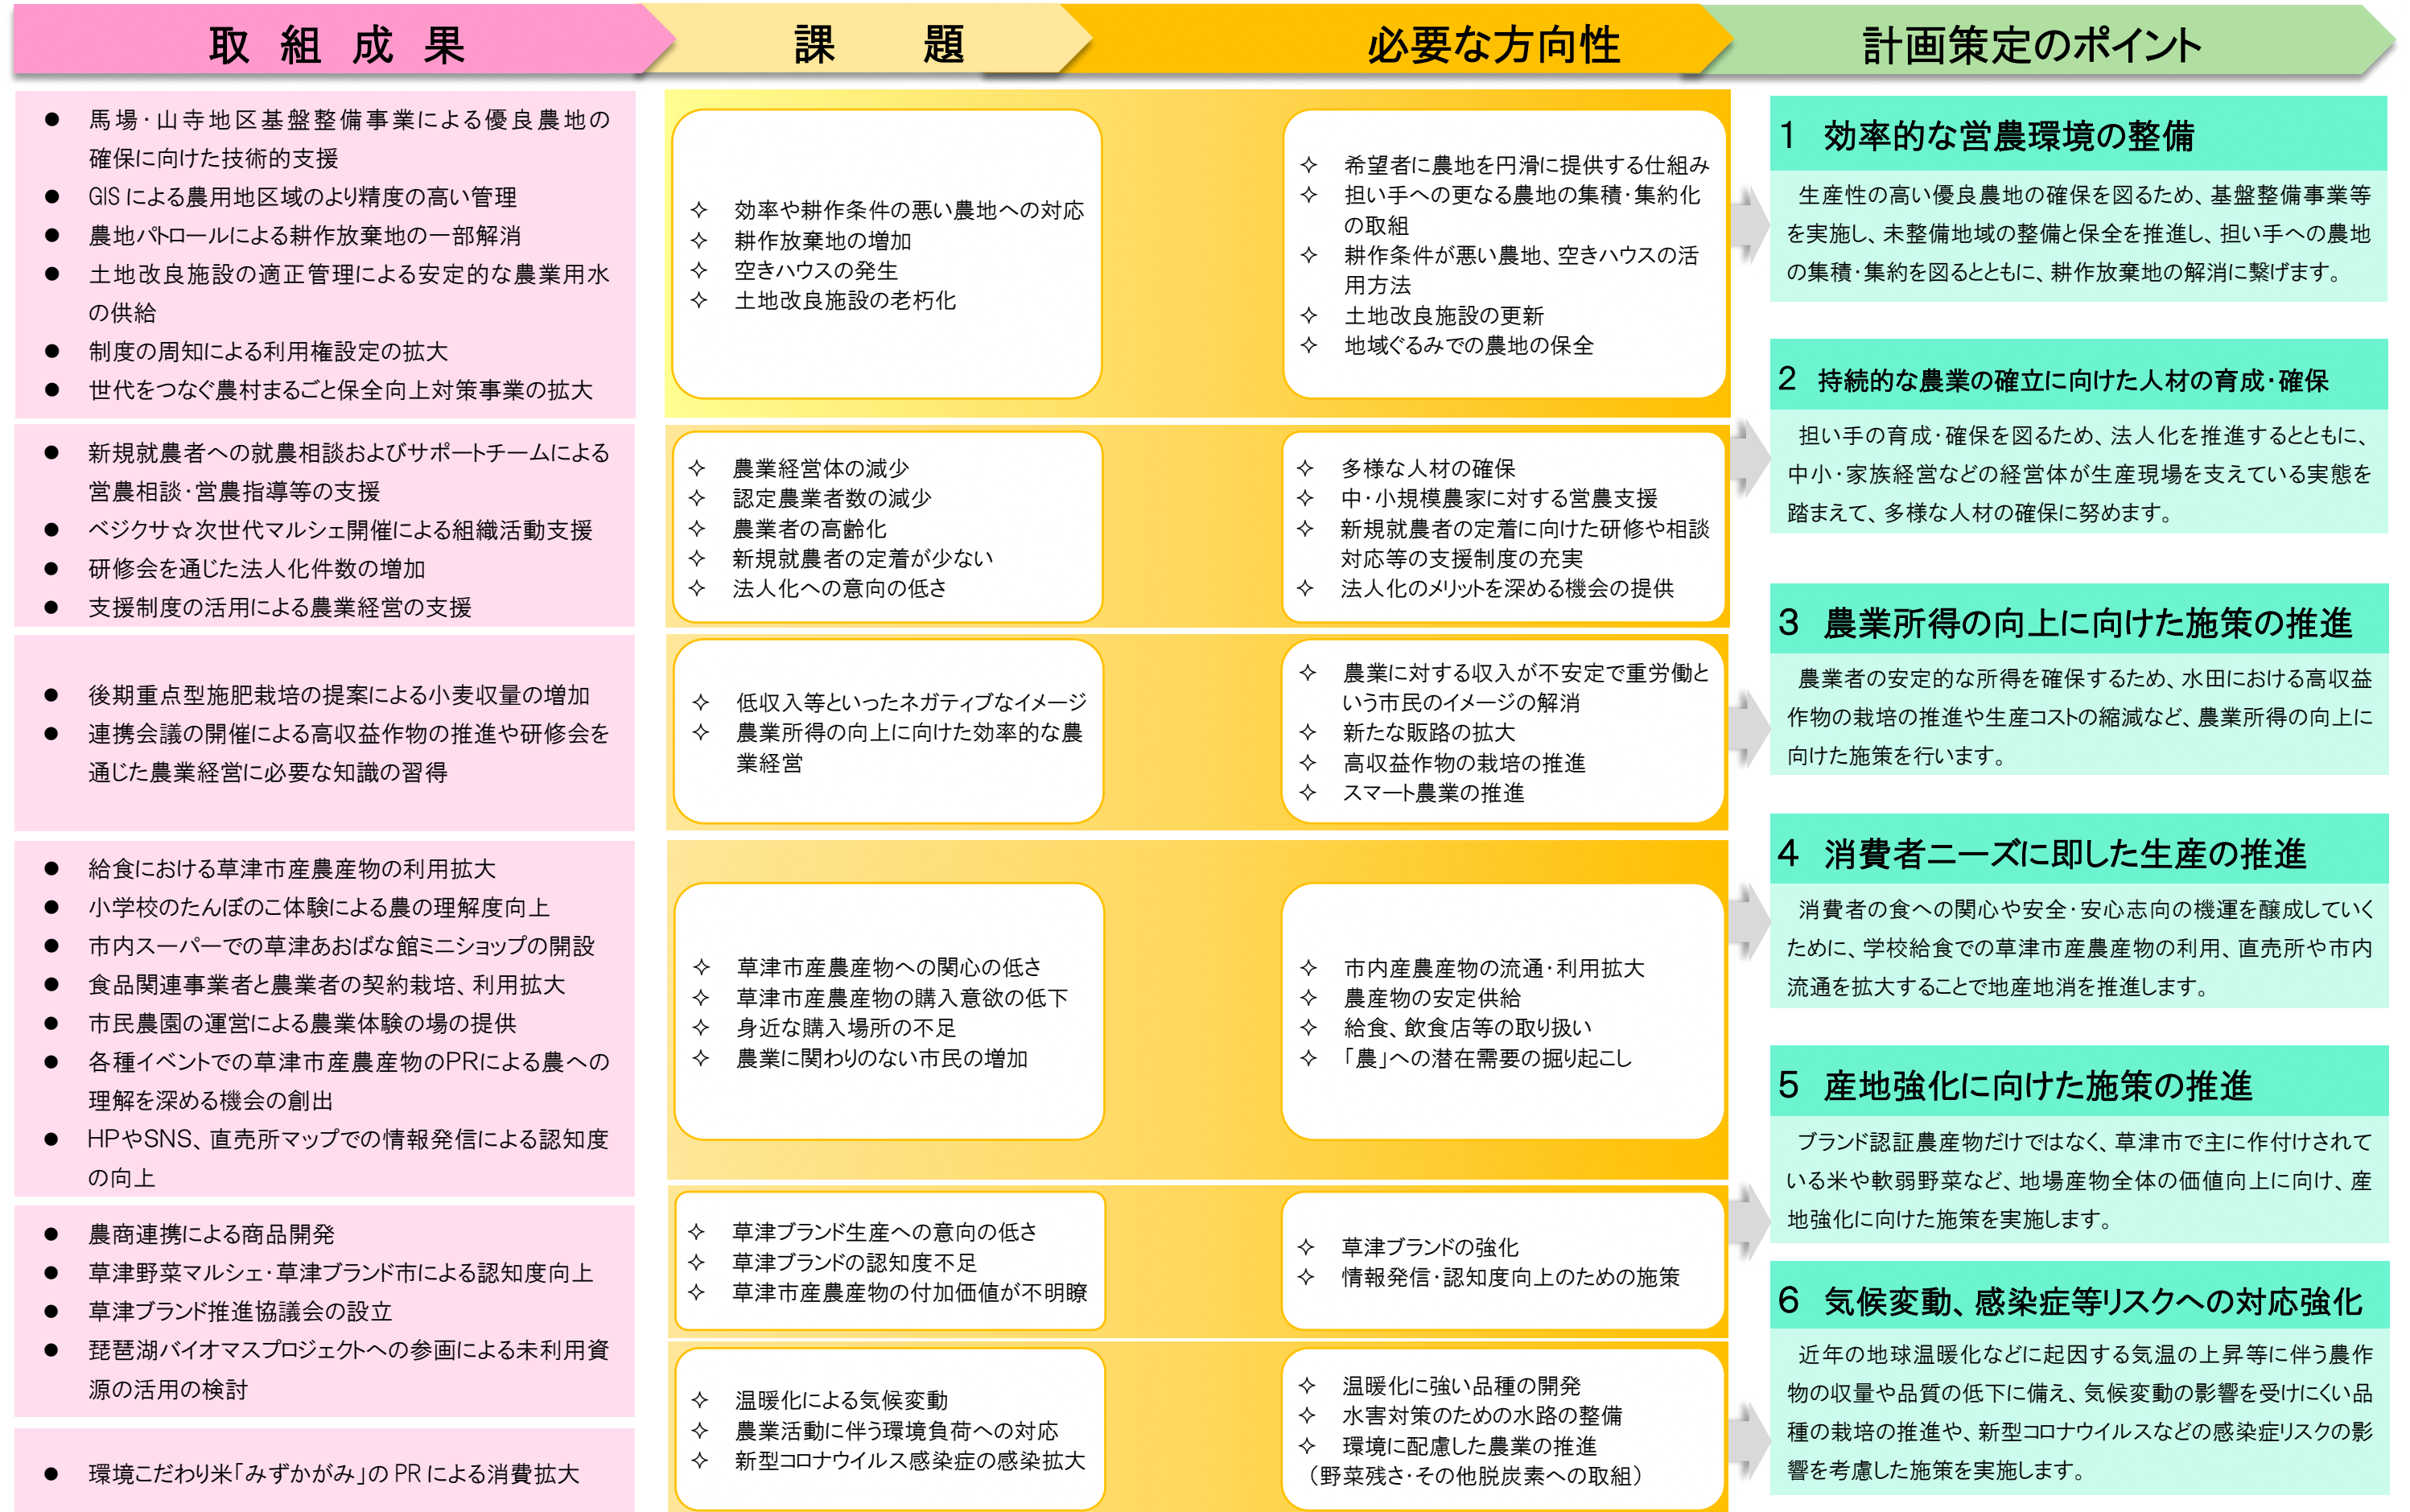 取組成果
課題
必要な方向性
計画策定のポイント
● 馬場・山寺地区基盤整備事業による優良農地の
確保に向けた技術的支援
● GISによる農用地区域のより精度の高い管理
● 農地パトロールによる耕作放棄地の一部解消
● 土地改良施設の適正管理による安定的な農業用水
の供給
● 制度の周知による利用権設定の拡大
● 世代をつなぐ農村まるごと保全向上対策事業の拡大
✧ 効率や耕作条件の悪い農地への対応
✧ 耕作放棄地の増加
✧ 空きハウスの発生
✧ 土地改良施設の老朽化
✧ 希望者に農地を円滑に提供する仕組み
✧ 担い手への更なる農地の集積・集約化
の取組
✧ 耕作条件が悪い農地、空きハウスの活
用方法
✧ 土地改良施設の更新
✧ 地域ぐるみでの農地の保全
1 効率的な営農環境の整備
生産性の高い優良農地の確保を図るため、基盤整備事業等
を実施し、未整備地域の整備と保全を推進し、担い手への農地
の集積・集約を図るとともに、耕作放棄地の解消に繋げます。
● 新規就農者への就農相談およびサポートチームによる
営農相談・営農指導等の支援
● ベジクサ☆次世代マルシェ開催による組織活動支援
● 研修会を通じた法人化件数の増加
● 支援制度の活用による農業経営の支援
✧ 農業経営体の減少
✧ 認定農業者数の減少
✧ 農業者の高齢化
✧ 新規就農者の定着が少ない
✧ 法人化への意向の低さ
✧ 多様な人材の確保
✧ 中・小規模農家に対する営農支援
✧ 新規就農者の定着に向けた研修や相談
対応等の支援制度の充実
✧ 法人化のメリットを深める機会の提供
2 持続的な農業の確立に向けた人材の育成・確保
担い手の育成・確保を図るため、法人化を推進するとともに、
中小・家族経営などの経営体が生産現場を支えている実態を
踏まえて、多様な人材の確保に努めます。
● 後期重点型施肥栽培の提案による小麦収量の増加
● 連携会議の開催による高収益作物の推進や研修会を
通じた農業経営に必要な知識の習得
✧ 低収入等といったネガティブなイメージ
✧ 農業所得の向上に向けた効率的な農
業経営
✧ 農業に対する収入が不安定で重労働と
いう市民のイメージの解消
✧ 新たな販路の拡大
✧ 高収益作物の栽培の推進
✧ スマート農業の推進
3 農業所得の向上に向けた施策の推進
農業者の安定的な所得を確保するため、水田における高収益
作物の栽培の推進や生産コストの縮減など、農業所得の向上に
向けた施策を行います。
● 給食における草津市産農産物の利用拡大
● 小学校のたんぼのこ体験による農の理解度向上
● 市内スーパーでの草津あおばな館ミニショップの開設
● 食品関連事業者と農業者の契約栽培、利用拡大
● 市民農園の運営による農業体験の場の提供
● 各種イベントでの草津市産農産物のPRによる農への
理解を深める機会の創出
● HPやSNS、直売所マップでの情報発信による認知度
の向上
✧ 草津市産農産物への関心の低さ
✧ 草津市産農産物の購入意欲の低下
✧ 身近な購入場所の不足
✧ 農業に関わりのない市民の増加
✧ 市内産農産物の流通・利用拡大
✧ 農産物の安定供給
✧ 給食、飲食店等の取り扱い
✧ 「農」への潜在需要の掘り起こし
4 消費者ニーズに即した生産の推進
消費者の食への関心や安全・安心志向の機運を醸成していく
ために、学校給食での草津市産農産物の利用、直売所や市内
流通を拡大することで地産地消を推進します。
● 農商連携による商品開発
● 草津野菜マルシェ・草津ブランド市による認知度向上
● 草津ブランド推進協議会の設立
● 琵琶湖バイオマスプロジェクトへの参画による未利用資
源の活用の検討
✧ 草津ブランド生産への意向の低さ
✧ 草津ブランドの認知度不足
✧ 草津市産農産物の付加価値が不明瞭
✧ 草津ブランドの強化
✧ 情報発信・認知度向上のための施策
5 産地強化に向けた施策の推進
ブランド認証農産物だけではなく、草津市で主に作付けされて
いる米や軟弱野菜など、地場産物全体の価値向上に向け、産
地強化に向けた施策を実施します。
● 環境こだわり米「みずかがみ」のPRによる消費拡大
✧ 温暖化による気候変動
✧ 農業活動に伴う環境負荷への対応
✧ 新型コロナウイルス感染症の感染拡大
✧ 温暖化に強い品種の開発
✧ 水害対策のための水路の整備
✧ 環境に配慮した農業の推進
(野菜残さ・その他脱炭素への取組)
6 気候変動、感染症等リスクへの対応強化
近年の地球温暖化などに起因する気温の上昇等に伴う農作
物の収量や品質の低下に備え、気候変動の影響を受けにくい品
種の栽培の推進や、新型コロナウイルスなどの感染症リスクの影
響を考慮した施策を実施します。